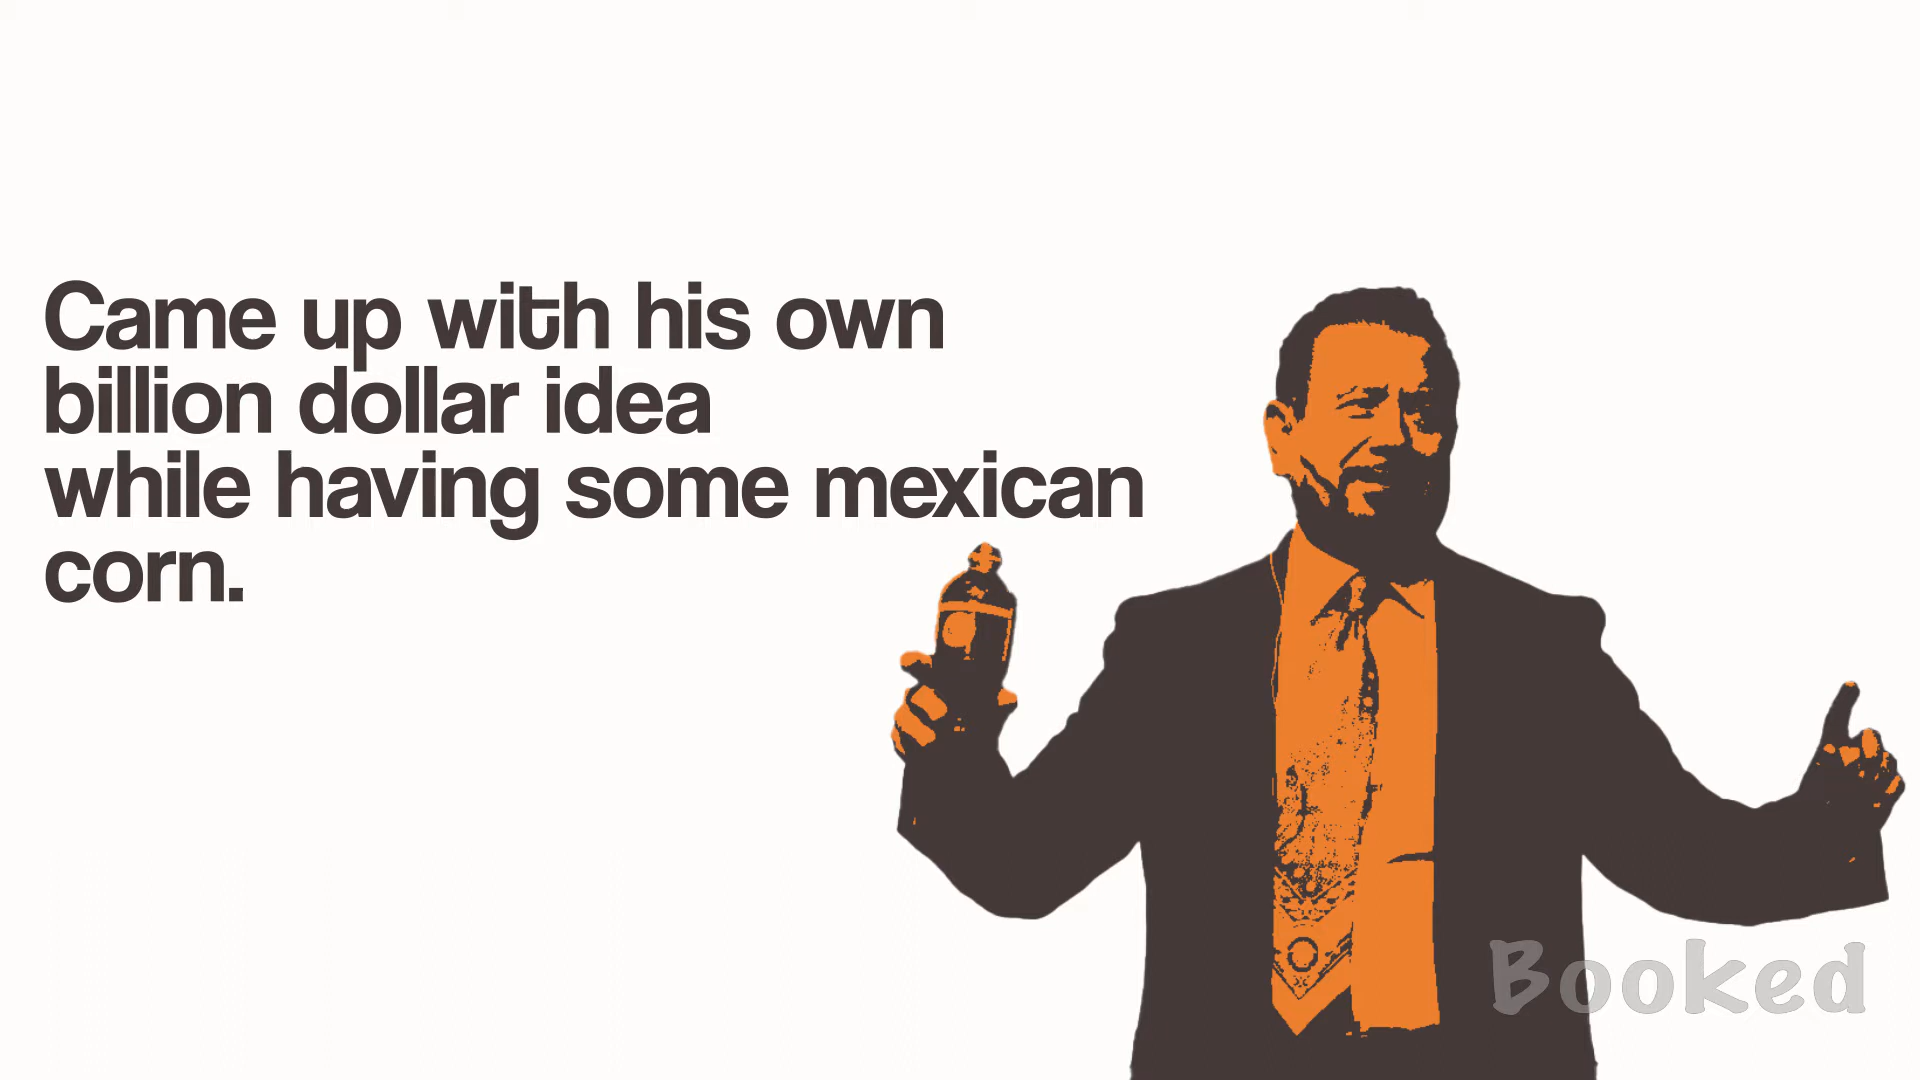 Came up with his own
billion dollar idea
while having some mexican
corn.
Booked